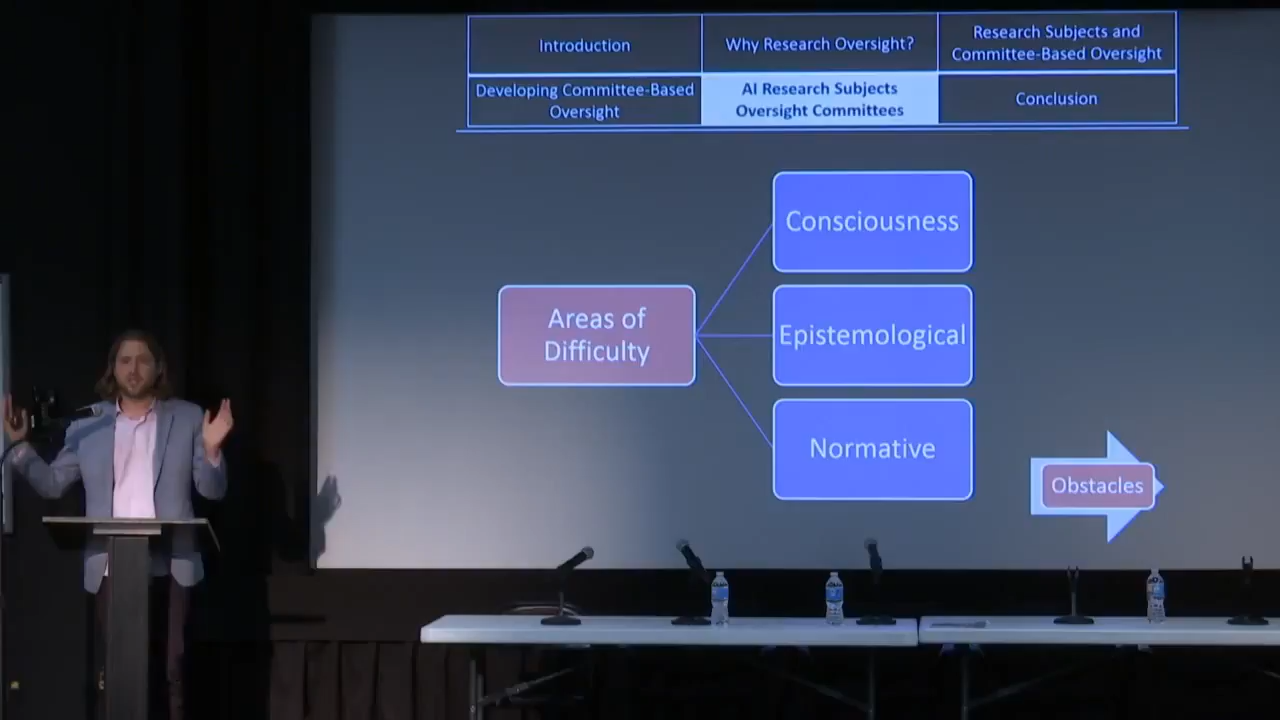 Introduction
Why Research Oversight?
Research Subjects and
Committee-Based Oversight
Developing Committee-Based
Oversight
AI Research Subjects
Oversight Committees
Conclusion
Areas of
Difficulty
Consciousness
Epistemological
Normative
Obstacles